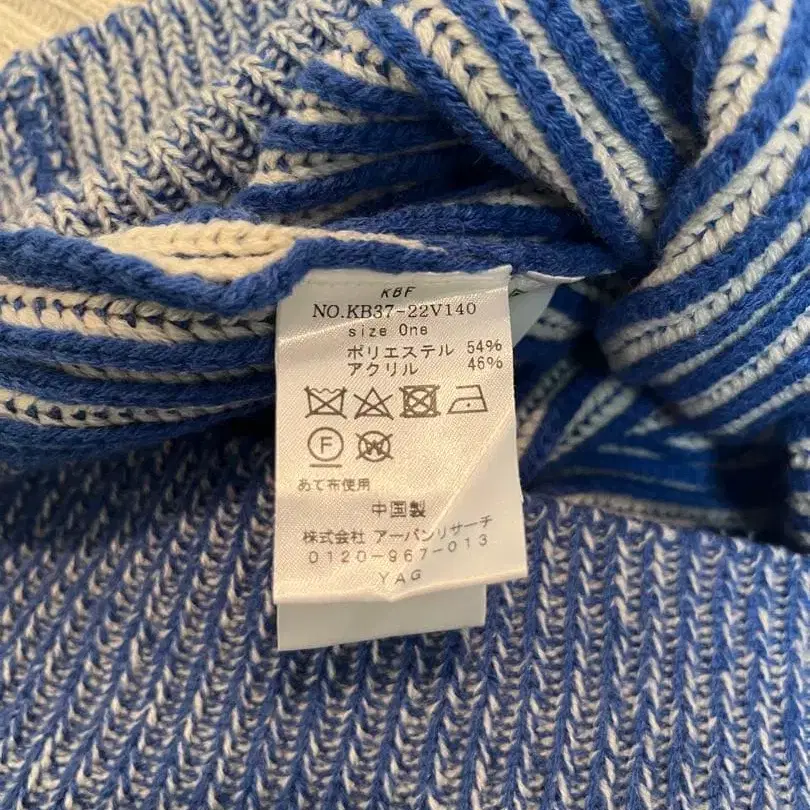 KBF
NO.KB37-22V140
size One
ポリエステル 54%
アクリル 46%
F
W
あて布使用
中国製
株式会社 アーバンリサーチ
0120-967-013
YAG